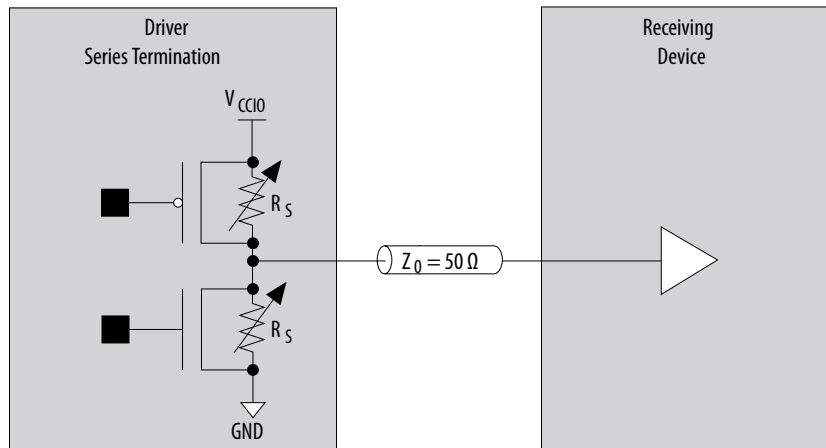 Driver
Series Termination
Receiving
Device
V CCIO
R S
Z 0 = 50 Ω
R S
GND